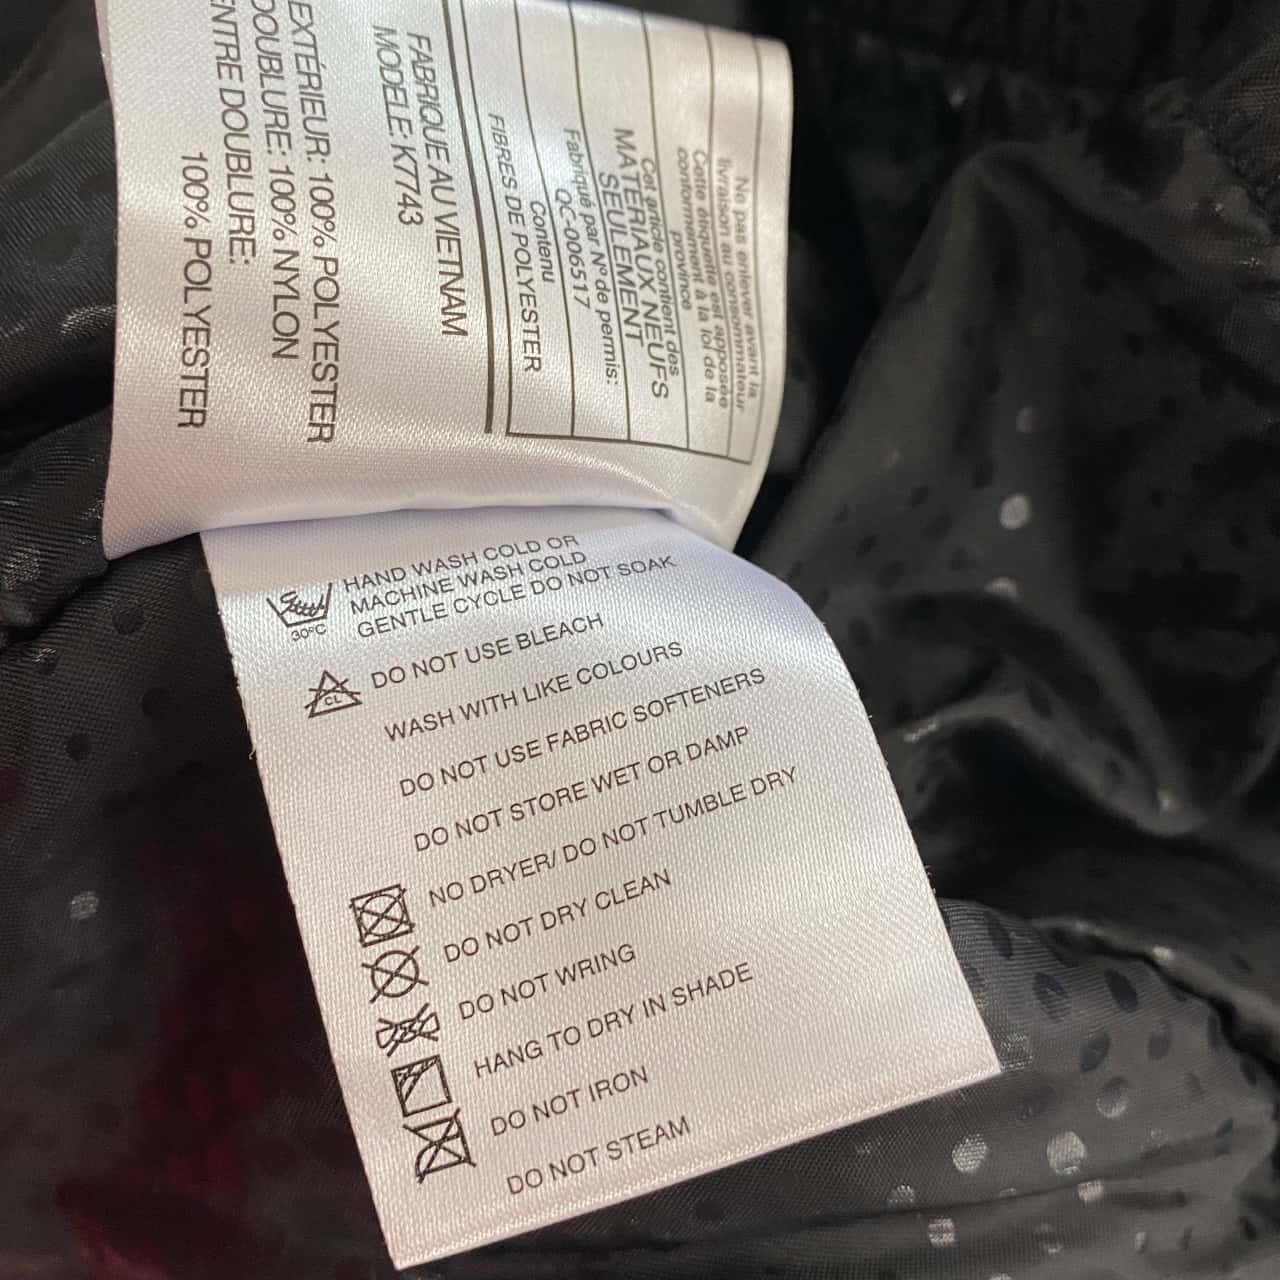 Ne pas enlever avant la
livraison au consommateur
Cette étiquette est apposée
conformément à la loi de la
province
Cet article contient des
MATÉRIAUX NEUFS
SEULEMENT
Fabriqué par Nº de permis:
QC-006517
Contenu
FIBRES DE POLYESTER
FABRIQUE AU VIETNAM
MODELE: K7743
EXTÉRIEUR: 100% POLYESTER
DOUBLURE: 100% NYLON
ENTRE DOUBLURE:
100% POLYESTER
HAND WASH COLD OR
MACHINE WASH COLD
GENTLE CYCLE DO NOT SOAK
30ºC
CL
DO NOT USE BLEACH
WASH WITH LIKE COLOURS
DO NOT USE FABRIC SOFTENERS
DO NOT STORE WET OR DAMP
NO DRYER/ DO NOT TUMBLE DRY
DO NOT DRY CLEAN
DO NOT WRING
HANG TO DRY IN SHADE
DO NOT IRON
DO NOT STEAM